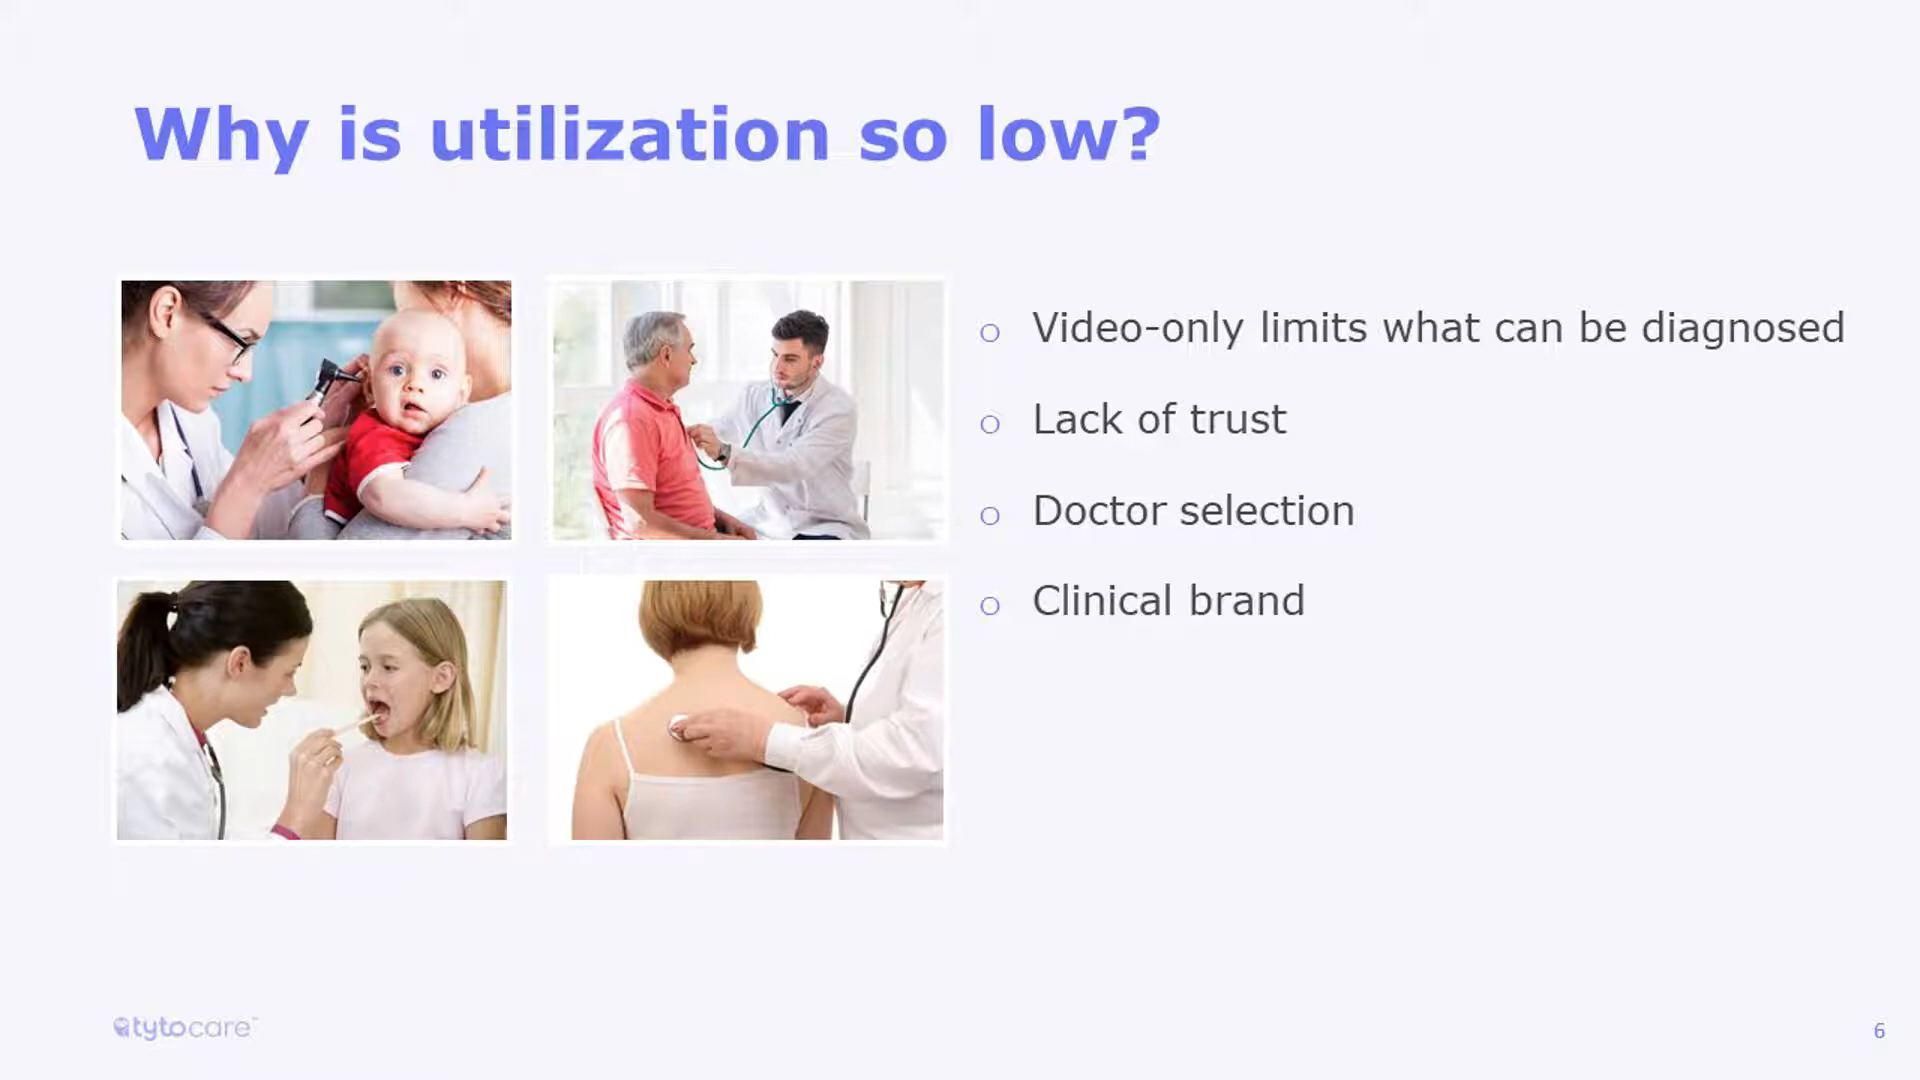 Why is utilization so low?
o Video-only limits what can be diagnosed
o Lack of trust
o Doctor selection
o Clinical brand
tytocare™
6